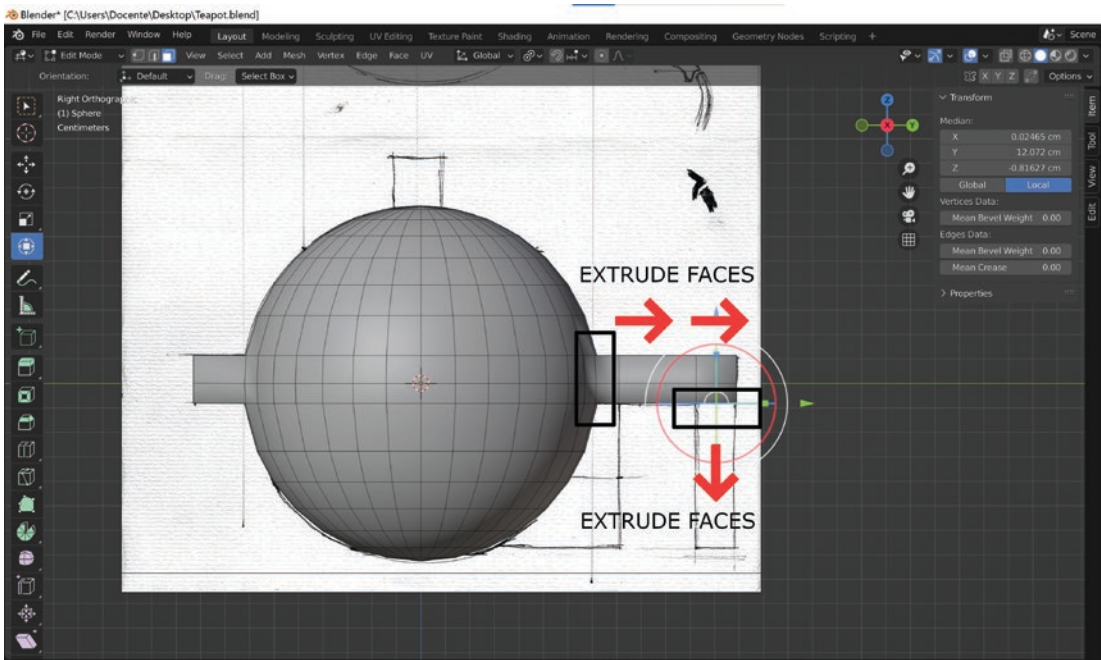 Blender* [C:\Users\Docente\Desktop\Teapot.blend]
File Edit Render Window Help Layout Modeling Sculpting UV Editing Texture Paint Shading Animation Rendering Compositing Geometry Nodes Scripting + Scene
Edit Mode View Select Add Mesh Vertex Edge Face UV Global
Orientation: Default Drag: Select Box X Y Z Options
Right Orthographic
(1) Sphere
Centimeters
Z
X Y
Transform
Median:
X 0.02465 cm
Y 12.072 cm
Z -0.81627 cm
Global Local
Vertices Data:
Mean Bevel Weight 0.00
Edges Data:
Mean Bevel Weight 0.00
Mean Crease 0.00
Properties
Item
Tool
View
Edit
EXTRUDE FACES
EXTRUDE FACES